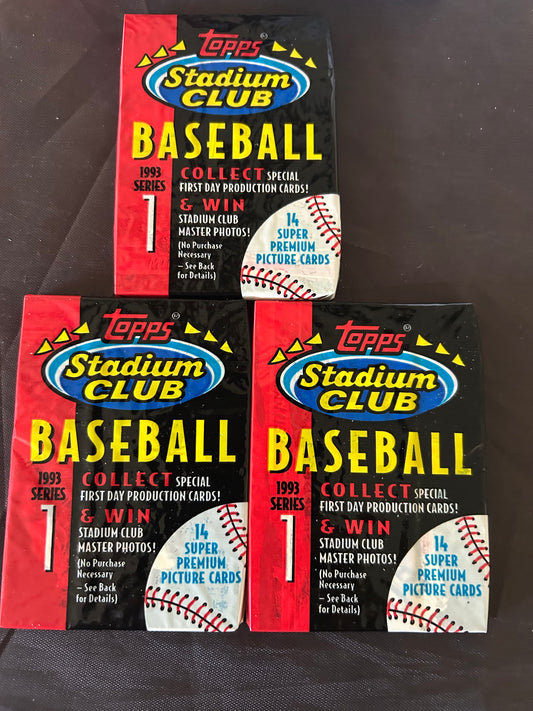 Topps®
Stadium
CLUB
BASEBALL
1993
SERIES
1
COLLECT SPECIAL
FIRST DAY PRODUCTION CARDS!
& WIN
STADIUM CLUB
MASTER PHOTOS!
(No Purchase
Necessary
– See Back
for Details)
14
SUPER
PREMIUM
PICTURE CARDS
Topps®
Stadium
CLUB
BASEBALL
1993
SERIES
1
COLLECT SPECIAL
FIRST DAY PRODUCTION CARDS!
& WIN
STADIUM CLUB
MASTER PHOTOS!
(No Purchase
Necessary
– See Back
for Details)
14
SUPER
PREMIUM
PICTURE CARDS
Topps®
Stadium
CLUB
BASEBALL
1993
SERIES
1
COLLECT SPECIAL
FIRST DAY PRODUCTION CARDS!
& WIN
STADIUM CLUB
MASTER PHOTOS!
(No Purchase
Necessary
– See Back
for Details)
14
SUPER
PREMIUM
PICTURE CARDS